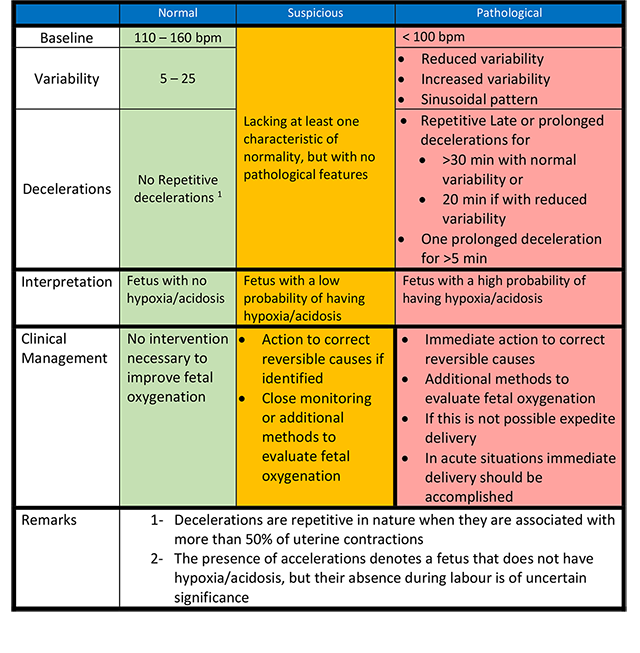 Normal Suspicious Pathological
Baseline 110 – 160 bpm < 100 bpm
Variability 5 – 25
• Reduced variability
• Increased variability
• Sinusoidal pattern
Lacking at least one
characteristic of
normality, but with no
pathological features
Decelerations
No Repetitive
decelerations 1
• Repetitive Late or prolonged
decelerations for
• >30 min with normal
variability or
• 20 min if with reduced
variability
• One prolonged deceleration
for >5 min
Interpretation
Fetus with no
hypoxia/acidosis
Fetus with a low
probability of having
hypoxia/acidosis
Fetus with a high probability of
having hypoxia/acidosis
Clinical
Management
No intervention
necessary to
improve fetal
oxygenation
• Action to correct
reversible causes if
identified
• Close monitoring
or additional
methods to
evaluate fetal
oxygenation
• Immediate action to correct
reversible causes
• Additional methods to
evaluate fetal oxygenation
• If this is not possible expedite
delivery
• In acute situations immediate
delivery should be
accomplished
Remarks
1- Decelerations are repetitive in nature when they are associated with
more than 50% of uterine contractions
2- The presence of accelerations denotes a fetus that does not have
hypoxia/acidosis, but their absence during labour is of uncertain
significance